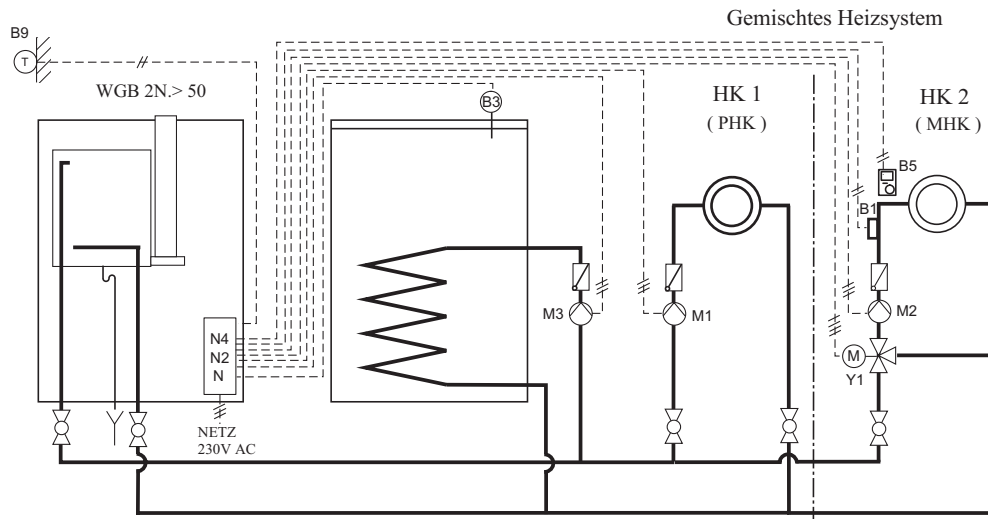 Gemischtes Heizsystem
B9
T
WGB 2N.> 50
B3
HK 1
( PHK )
HK 2
( MHK )
B5
B1
N4
N2
N
M3
M1
M2
M
Y1
NETZ
230V AC